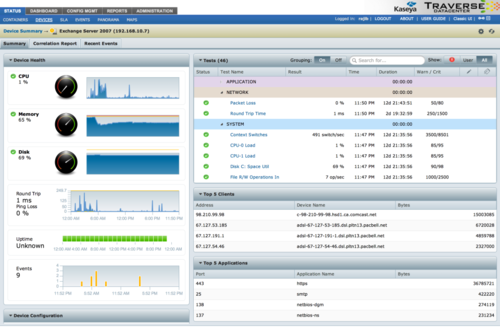 STATUS DASHBOARD CONFIG MGMT REPORTS ADMINISTRATION
Kaseya TRAVERSE DATACENTER
CONTAINERS DEVICES SLA EVENTS PANORAMA MAPS
LOGOUT | ABOUT | USER GUIDE | Classic UI
Device Summary Exchange Server 2007 (192.168.10.7)
Summary Correlation Report Recent Events
Device Health
CPU
1 %
Memory
65 %
Disk
69 %
Round Trip
1 ms
Ping Loss
0 %
Uptime
Unknown
Events
9
Device Configuration
Tests (46) Grouping: On Off Search for... Show: User All
Status Test Name Result Time Duration Warn / Crit
APPLICATION 00:00:00
NETWORK 00:00:00
Packet Loss 0 % 11:50 PM 12d 21:43:51 50/80
Round Trip Time 1 ms 11:50 PM 2d 19:32:59 250/1500
SYSTEM 00:00:00
Context Switches 491 switch/sec 11:47 PM 12d 21:35:56 3500/8501
CPU-0 Load 1 % 11:47 PM 12d 21:35:56 85/95
CPU-1 Load 1 % 11:47 PM 12d 21:35:56 85/95
Disk C: Space Util 69 % 11:47 PM 12d 21:35:56 90/98
File R/W Operations In 7 xop/s 11:47 PM 12d 21:35:56 1000/2500
Top 5 Clients
Address Device Name Bytes
98.210.99.98 c-98-210-99-98.hsd1.ca.comcast.net 15003085
67.127.53.185 adsl-67-127-53-185.dsl.pltn13.pacbell.net 6720028
67.127.191.1 adsl-67-127-191-1.dsl.pltn13.pacbell.net 4859788
67.127.54.46 adsl-67-127-54-46.dsl.pltn13.pacbell.net 2327000
Top 5 Applications
Port Application Name Bytes
443 https 36785721
25 smtp 422220
138 netbios-dgm 274119
137 netbios-ns 231234